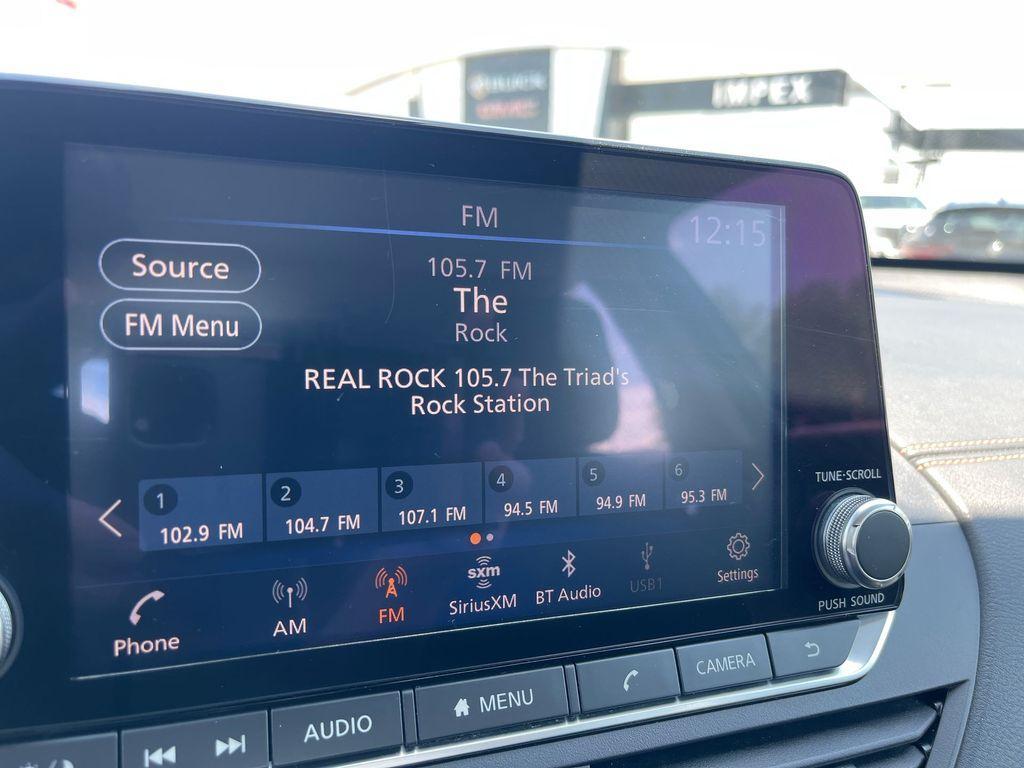 BUICK
IMPEX
FM
12:15
Source
105.7 FM
The
FM Menu
Rock
REAL ROCK 105.7 The Triad's
Rock Station
1
2
3
4
5
6
102.9 FM
104.7 FM
107.1 FM
94.5 FM
94.9 FM
95.3 FM
TUNE·SCROLL
Phone
AM
FM
sxm
SiriusXM
BT Audio
USB1
Settings
PUSH SOUND
AUDIO
MENU
CAMERA